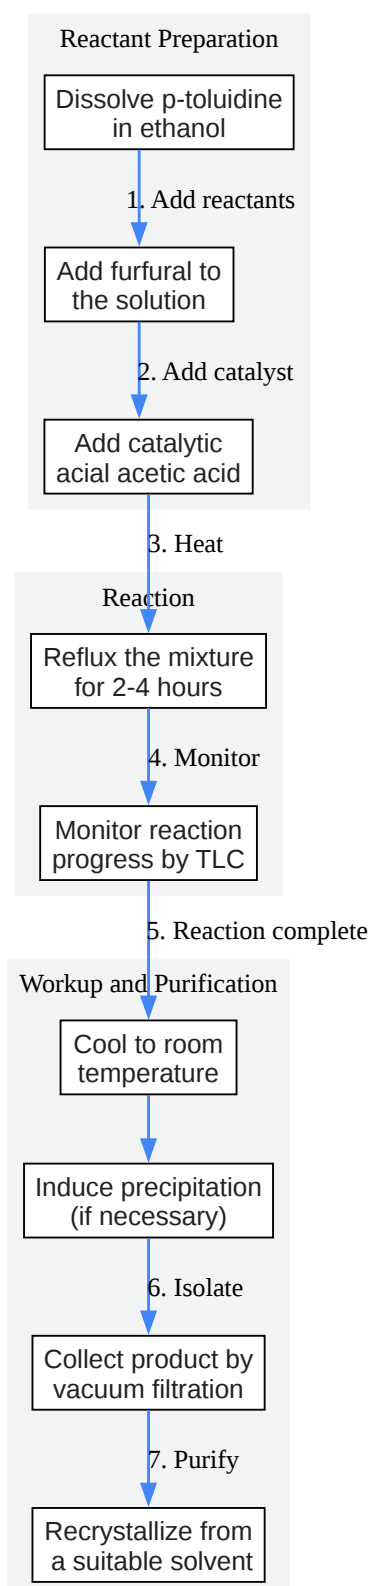 Reactant Preparation
Dissolve p-toluidine
in ethanol
1. Add reactants
Add furfural to
the solution
2. Add catalyst
Add catalytic
acial acetic acid
3. Heat
Reaction
Reflux the mixture
for 2-4 hours
4. Monitor
Monitor reaction
progress by TLC
5. Reaction complete
Workup and Purification
Cool to room
temperature
Induce precipitation
(if necessary)
6. Isolate
Collect product by
vacuum filtration
7. Purify
Recrystallize from
a suitable solvent